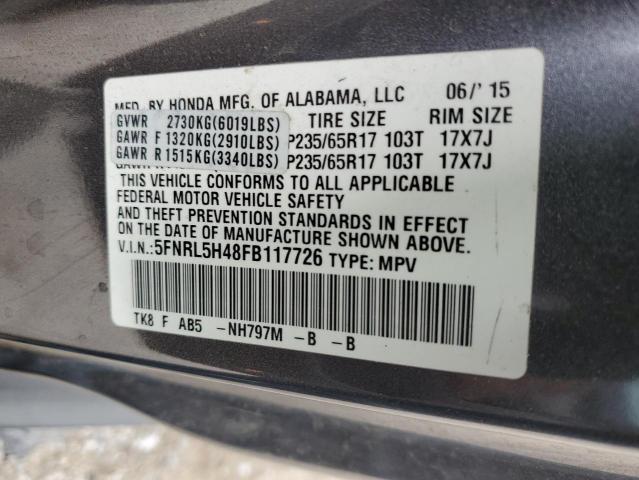 MFD. BY HONDA MFG. OF ALABAMA, LLC 06/'15
GVWR 2730KG(6019LBS) TIRE SIZE RIM SIZE
GAWR F 1320KG(2910LBS) P235/65R17 103T 17X7J
GAWR R 1515KG(3340LBS) P235/65R17 103T 17X7J
THIS VEHICLE CONFORMS TO ALL APPLICABLE
FEDERAL MOTOR VEHICLE SAFETY
AND THEFT PREVENTION STANDARDS IN EFFECT
ON THE DATE OF MANUFACTURE SHOWN ABOVE.
V.I.N.:5FNRL5H48FB117726 TYPE: MPV
TK8 F AB5 -NH797M -B -B